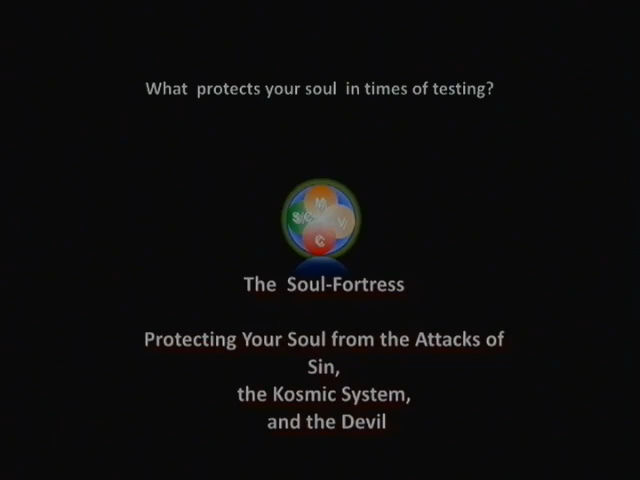 What protects your soul in times of testing?
M
S/C V
C
The Soul-Fortress
Protecting Your Soul from the Attacks of
Sin,
the Kosmic System,
and the Devil